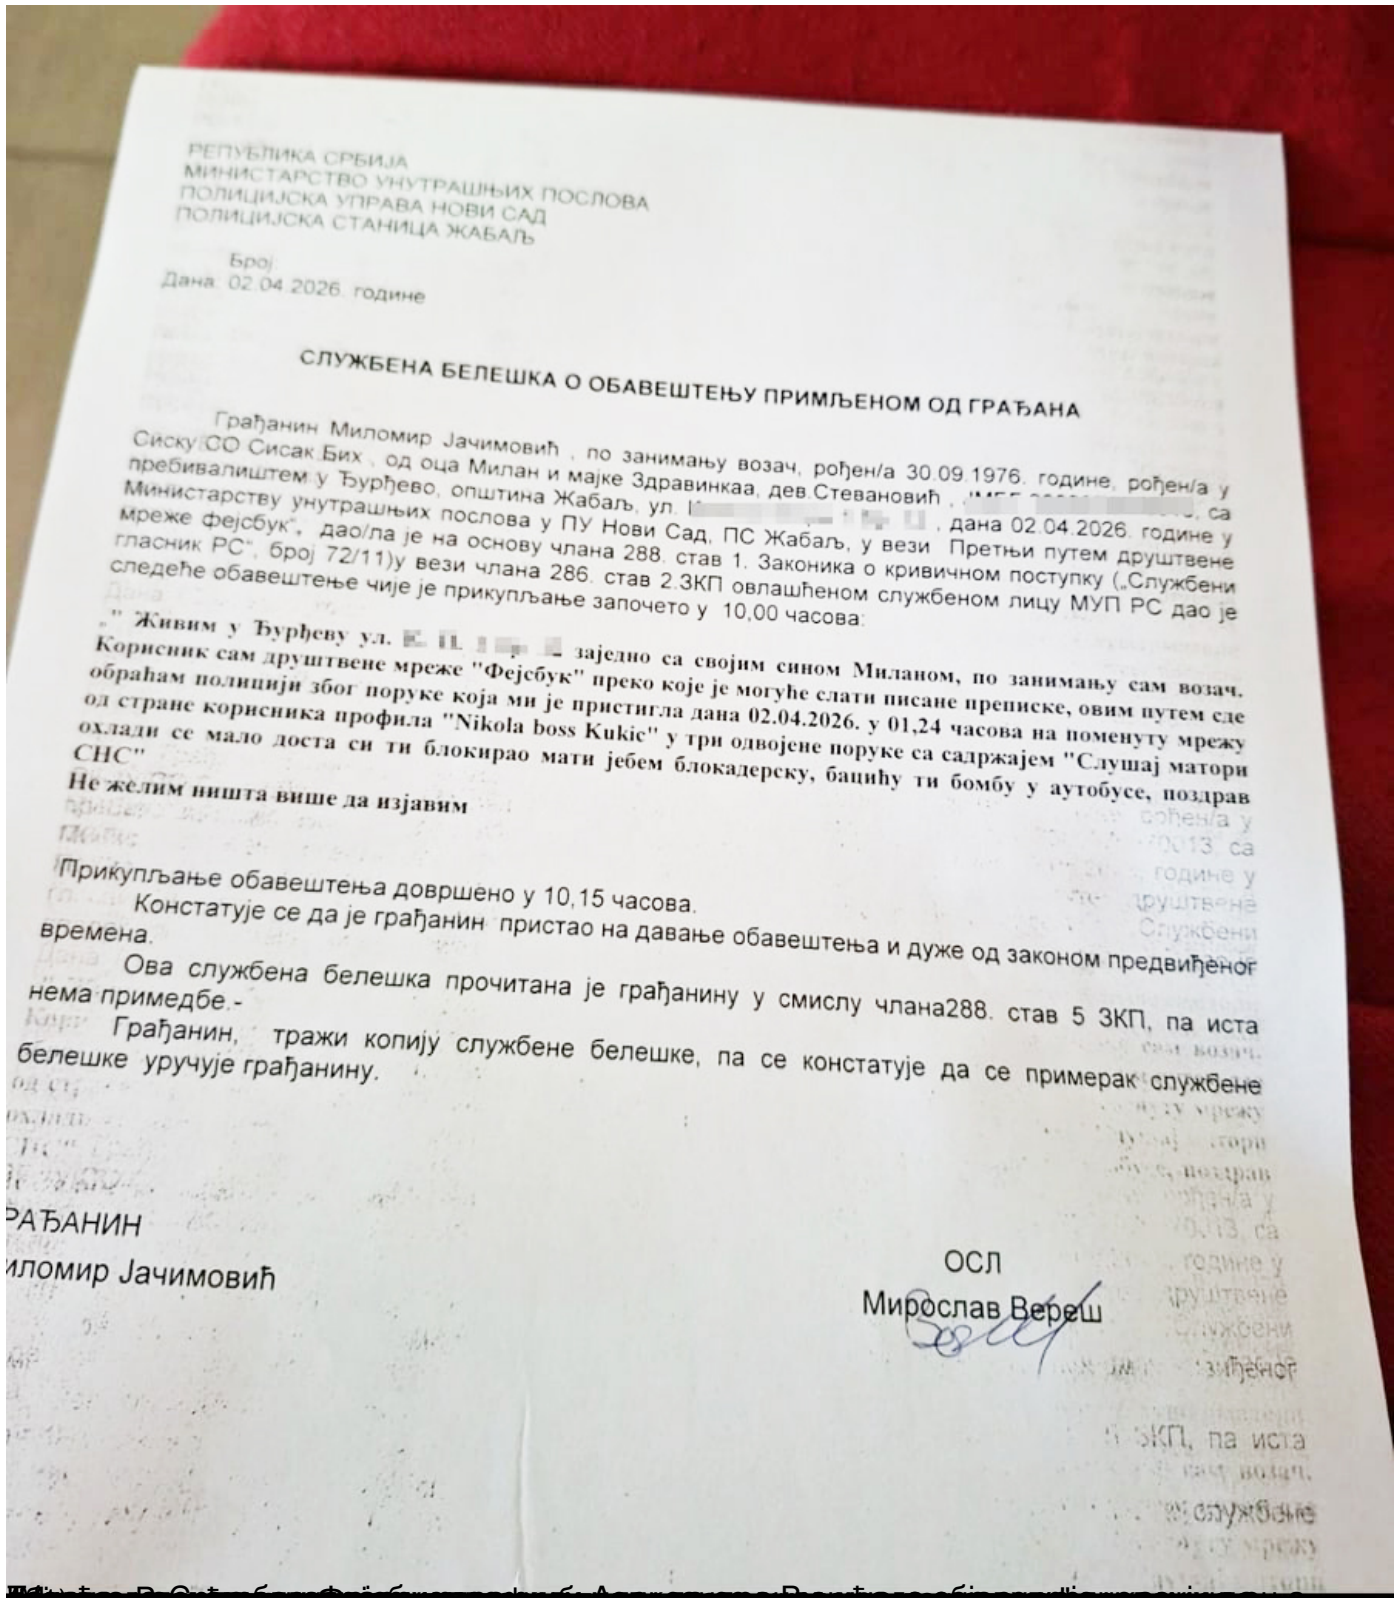 РЕПУБЛИКА СРБИЈА
МИНИСТАРСТВО УНУТРАШЊИХ ПОСЛОВА
ПОЛИЦИЈСКА УПРАВА НОВИ САД
ПОЛИЦИЈСКА СТАНИЦА ЖАБАЉ
Број
Дана: 02.04.2026. године
СЛУЖБЕНА БЕЛЕШКА О ОБАВЕШТЕЊУ ПРИМЉЕНОМ ОД ГРАЂАНА
Грађанин Миломир Јачимовић , по занимању возач, рођен/а 30.09.1976. године, рођен/а у
Сиску СО Сисак Бих , од оца Милан и мајке Здравинкаа, дев.Стевановић , са
пребивалиштем у Ђурђево, општина Жабаљ, ул. , дана 02.04.2026. године у
Министарству унутрашњих послова у ПУ Нови Сад, ПС Жабаљ, у вези Претњи путем друштвене
мреже фејсбук“, дао/ла је на основу члана 288. став 1. Законика о кривичном поступку („Службени
гласник РС“, број 72/11)у вези члана 286. став 2.ЗКП овлашћеном службеном лицу МУП РС дао је
следеће обавештење чије је прикупљање започето у 10,00 часова:
„" Живим у Ђурђеву ул. заједно са својим сином Миланом, по занимању сам возач.
Корисник сам друштвене мреже "Фејсбук" преко које је могуће слати писане преписке, овим путем сде
обраћам полицији због поруке која ми је пристигла дана 02.04.2026. у 01,24 часова на поменуту мрежу
од стране корисника профила "Nikola boss Kukic" у три одвојене поруке са садржајем "Слушај матори
охлади се мало доста си ти блокирао мати јебем блокадерску, бацићу ти бомбу у аутобусе, поздрав
СНС"
Не желим ништа више да изјавим
Прикупљање обавештења довршено у 10,15 часова.
Констатује се да је грађанин пристао на давање обавештења и дуже од законом предвиђеног
времена.
Ова службена белешка прочитана је грађанину у смислу члана288. став 5 ЗКП, па иста
нема примедбе.-
Грађанин, тражи копију службене белешке, па се констатује да се примерак службене
белешке уручује грађанину.
РАЂАНИН
иломир Јачимовић
ОСЛ
Мирослав Вереш